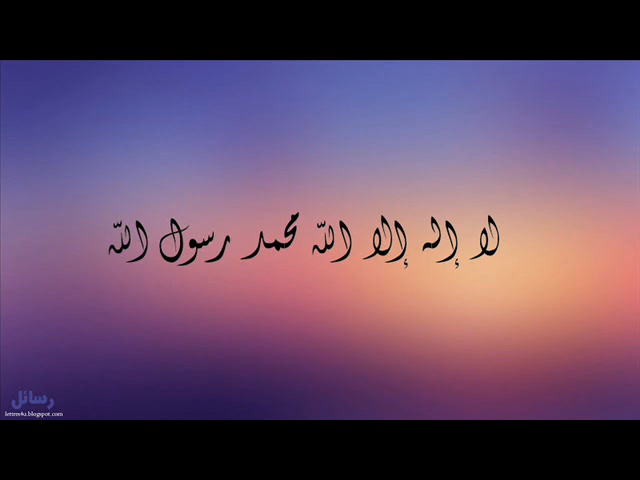 لا إله إلا الله محمد رسول الله
رسائل
lettres4u.blogspot.com